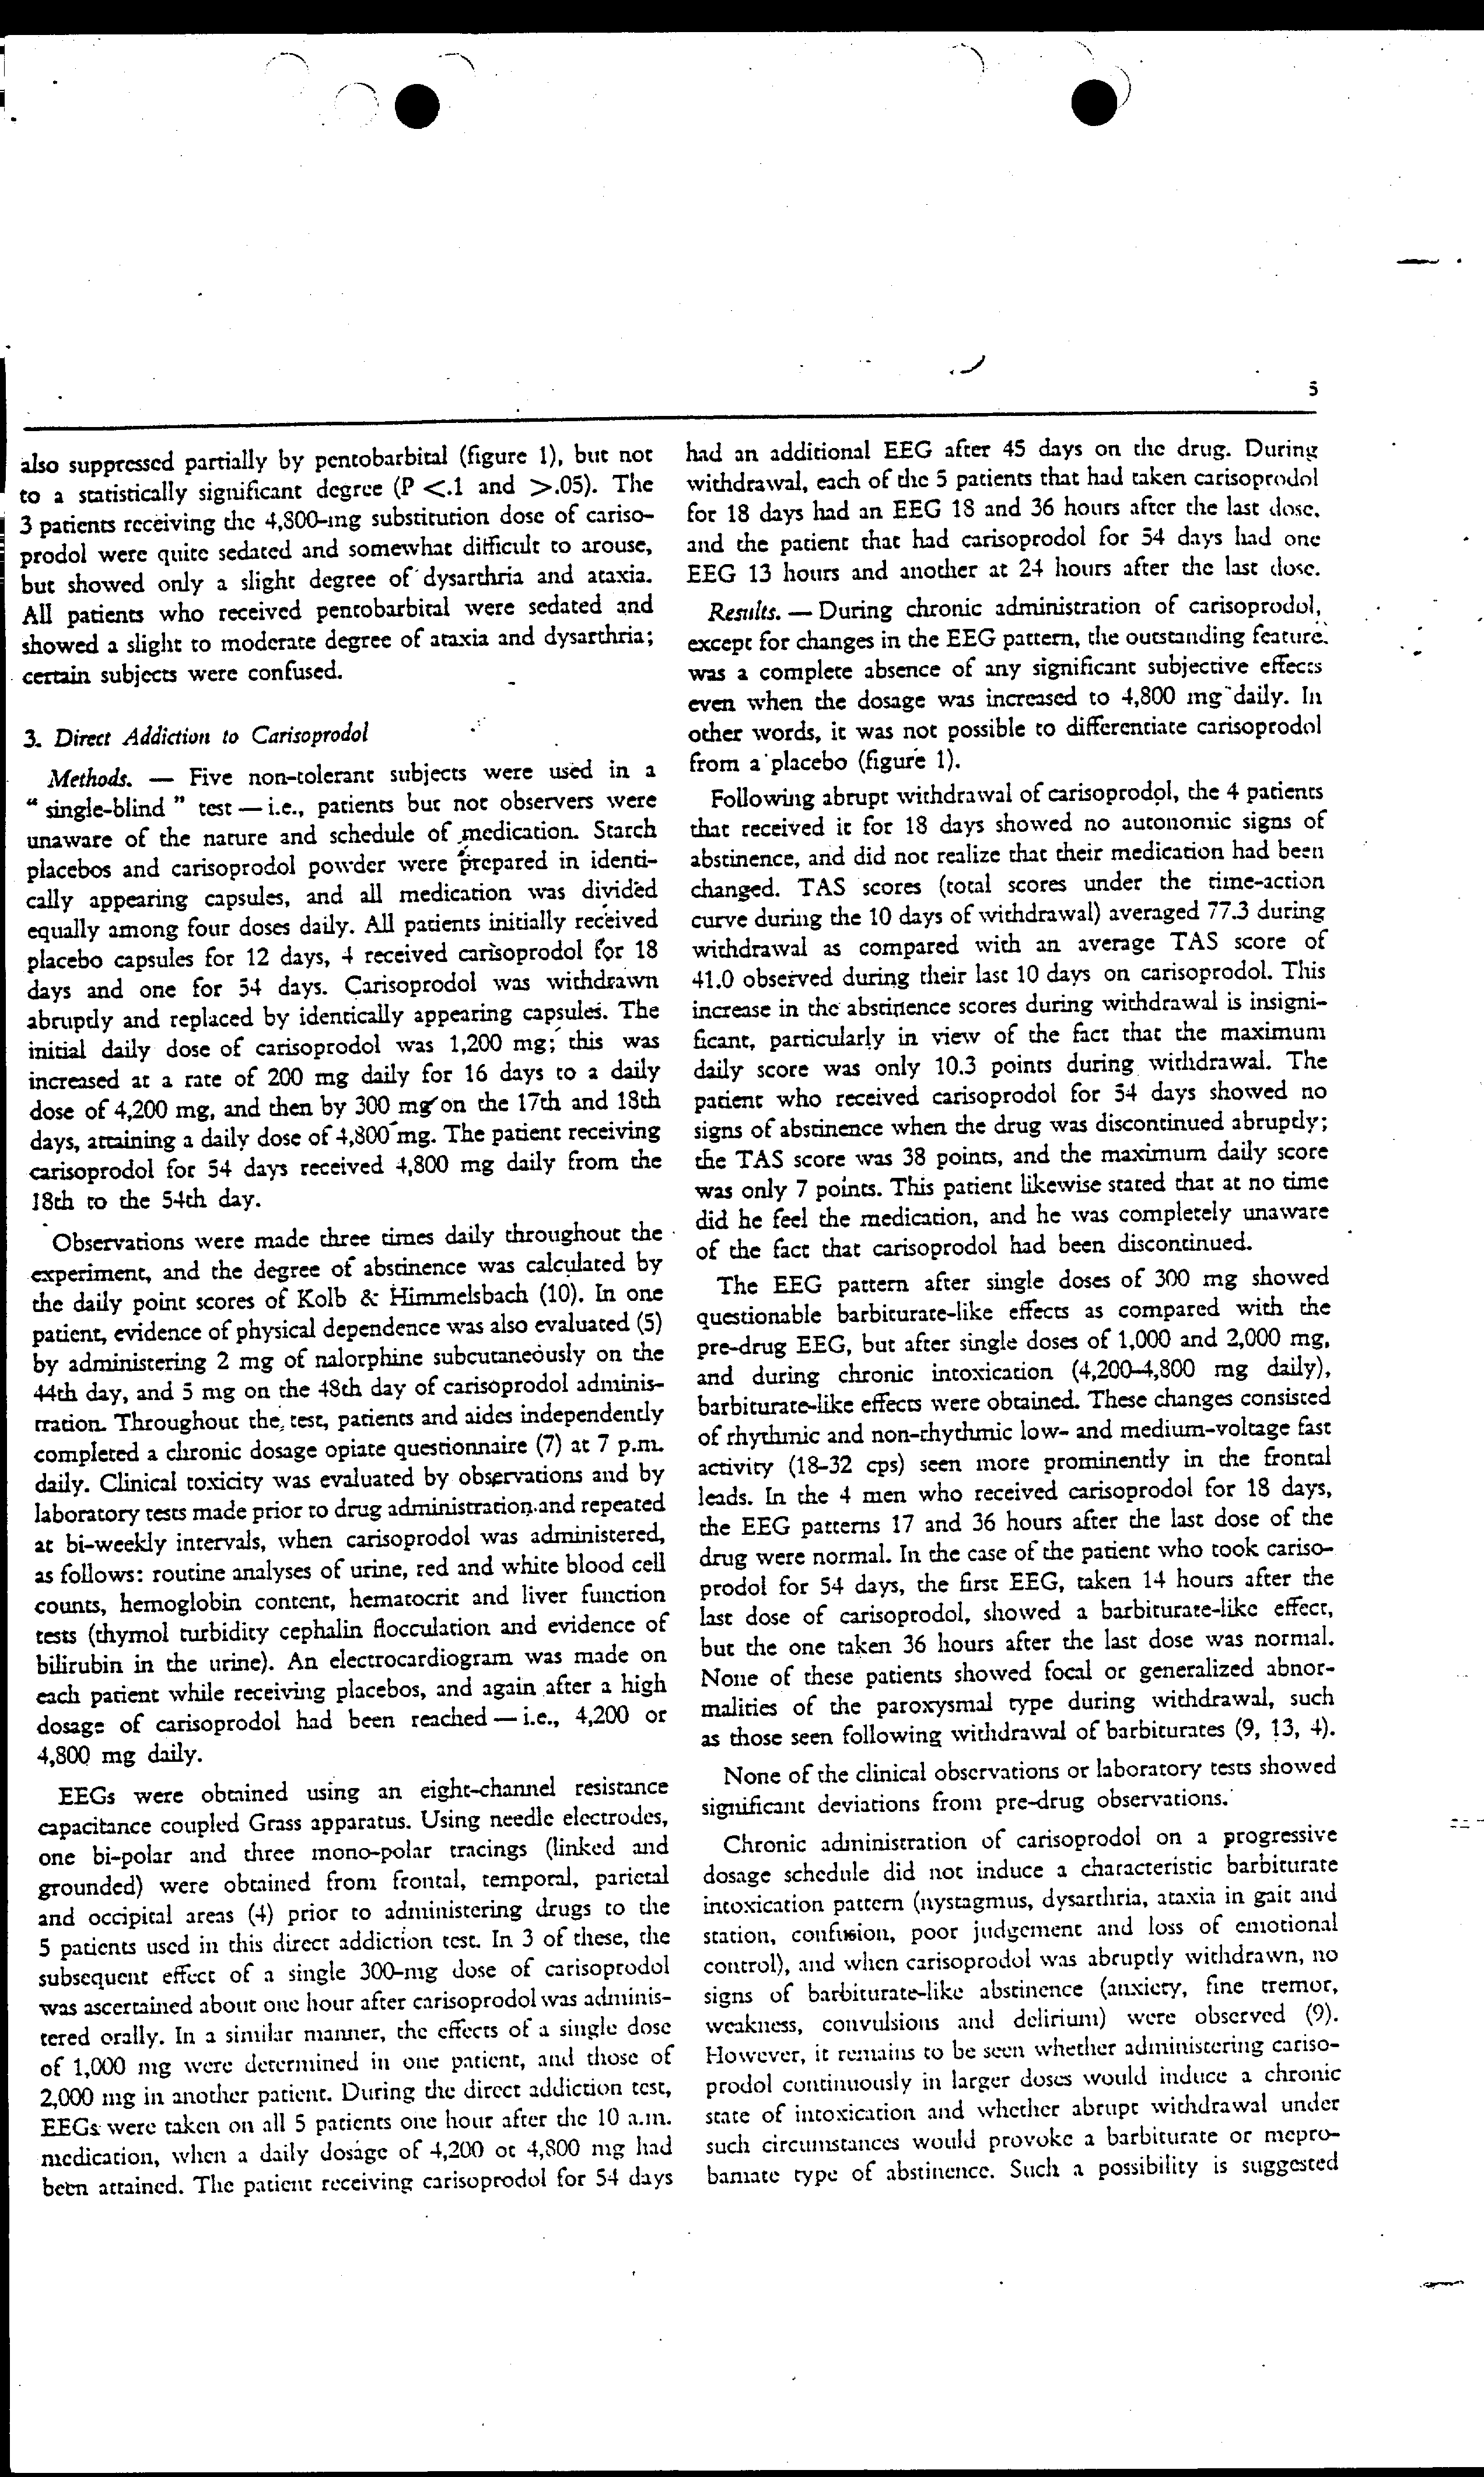 5
also suppressed partially by pentobarbital (figure 1), but not
to a statistically significant degree (P <.1 and >.05). The
3 patients receiving the 4,800-mg substitution dose of cariso-
prodol were quite sedated and somewhat difficult to arouse,
but showed only a slight degree of dysarthria and ataxia.
All patients who received pentobarbital were sedated and
showed a slight to moderate degree of ataxia and dysarthria;
certain subjects were confused.
3. Direct Addiction to Carisoprodol
Methods. — Five non-tolerant subjects were used in a
“ single-blind ” test — i.e., patients but not observers were
unaware of the nature and schedule of medication. Starch
placebos and carisoprodol powder were prepared in identi-
cally appearing capsules, and all medication was divided
equally among four doses daily. All patients initially received
placebo capsules for 12 days, 4 received carisoprodol for 18
days and one for 54 days. Carisoprodol was withdrawn
abruptly and replaced by identically appearing capsules. The
initial daily dose of carisoprodol was 1,200 mg; this was
increased at a rate of 200 mg daily for 16 days to a daily
dose of 4,200 mg, and then by 300 mg on the 17th and 18th
days, attaining a daily dose of 4,800 mg. The patient receiving
carisoprodol for 54 days received 4,800 mg daily from the
18th to the 54th day.
Observations were made three times daily throughout the
experiment, and the degree of abstinence was calculated by
the daily point scores of Kolb & Himmelsbach (10). In one
patient, evidence of physical dependence was also evaluated (5)
by administering 2 mg of nalorphine subcutaneously on the
44th day, and 5 mg on the 48th day of carisoprodol adminis-
tration. Throughout the test, patients and aides independently
completed a chronic dosage opiate questionnaire (7) at 7 p.m.
daily. Clinical toxicity was evaluated by observations and by
laboratory tests made prior to drug administration and repeated
at bi-weekly intervals, when carisoprodol was administered,
as follows: routine analyses of urine, red and white blood cell
counts, hemoglobin content, hematocrit and liver function
tests (thymol turbidity cephalin flocculation and evidence of
bilirubin in the urine). An electrocardiogram was made on
each patient while receiving placebos, and again after a high
dosage of carisoprodol had been reached — i.e., 4,200 or
4,800 mg daily.
EEGs were obtained using an eight-channel resistance
capacitance coupled Grass apparatus. Using needle electrodes,
one bi-polar and three mono-polar tracings (linked and
grounded) were obtained from frontal, temporal, parietal
and occipital areas (4) prior to administering drugs to the
5 patients used in this direct addiction test. In 3 of these, the
subsequent effect of a single 300-mg dose of carisoprodol
was ascertained about one hour after carisoprodol was adminis-
tered orally. In a similar manner, the effects of a single dose
of 1,000 mg were determined in one patient, and those of
2,000 mg in another patient. During the direct addiction test,
EEGs were taken on all 5 patients one hour after the 10 a.m.
medication, when a daily dosage of 4,200 or 4,800 mg had
been attained. The patient receiving carisoprodol for 54 days
had an additional EEG after 45 days on the drug. During
withdrawal, each of the 5 patients that had taken carisoprodol
for 18 days had an EEG 18 and 36 hours after the last dose,
and the patient that had carisoprodol for 54 days had one
EEG 13 hours and another at 24 hours after the last dose.
Results. — During chronic administration of carisoprodol,
except for changes in the EEG pattern, the outstanding feature
was a complete absence of any significant subjective effects
even when the dosage was increased to 4,800 mg daily. In
other words, it was not possible to differentiate carisoprodol
from a placebo (figure 1).
Following abrupt withdrawal of carisoprodol, the 4 patients
that received it for 18 days showed no autonomic signs of
abstinence, and did not realize that their medication had been
changed. TAS scores (total scores under the time-action
curve during the 10 days of withdrawal) averaged 77.3 during
withdrawal as compared with an average TAS score of
41.0 observed during their last 10 days on carisoprodol. This
increase in the abstinence scores during withdrawal is insigni-
ficant, particularly in view of the fact that the maximum
daily score was only 10.3 points during withdrawal. The
patient who received carisoprodol for 54 days showed no
signs of abstinence when the drug was discontinued abruptly;
the TAS score was 38 points, and the maximum daily score
was only 7 points. This patient likewise stated that at no time
did he feel the medication, and he was completely unaware
of the fact that carisoprodol had been discontinued.
The EEG pattern after single doses of 300 mg showed
questionable barbiturate-like effects as compared with the
pre-drug EEG, but after single doses of 1,000 and 2,000 mg,
and during chronic intoxication (4,200–4,800 mg daily),
barbiturate-like effects were obtained. These changes consisted
of rhythmic and non-rhythmic low- and medium-voltage fast
activity (18–32 cps) seen more prominently in the frontal
leads. In the 4 men who received carisoprodol for 18 days,
the EEG patterns 17 and 36 hours after the last dose of the
drug were normal. In the case of the patient who took cariso-
prodol for 54 days, the first EEG, taken 14 hours after the
last dose of carisoprodol, showed a barbiturate-like effect,
but the one taken 36 hours after the last dose was normal.
None of these patients showed focal or generalized abnor-
malities of the paroxysmal type during withdrawal, such
as those seen following withdrawal of barbiturates (9, 13, 4).
None of the clinical observations or laboratory tests showed
significant deviations from pre-drug observations.
Chronic administration of carisoprodol on a progressive
dosage schedule did not induce a characteristic barbiturate
intoxication pattern (nystagmus, dysarthria, ataxia in gait and
station, confusion, poor judgement and loss of emotional
control), and when carisoprodol was abruptly withdrawn, no
signs of barbiturate-like abstinence (anxiety, fine tremor,
weakness, convulsions and delirium) were observed (9).
However, it remains to be seen whether administering cariso-
prodol continuously in larger doses would induce a chronic
state of intoxication and whether abrupt withdrawal under
such circumstances would provoke a barbiturate or mepro-
bamate type of abstinence. Such a possibility is suggested